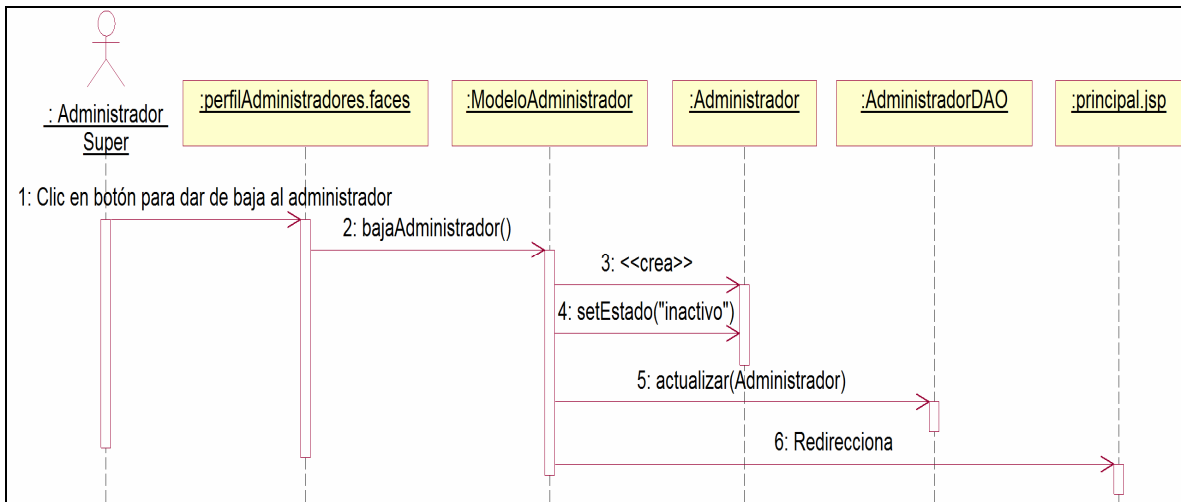 : Administrador
Super
:perfilAdministradores.faces
:ModeloAdministrador
:Administrador
:AdministradorDAO
:principal.jsp
1: Clic en botón para dar de baja al administrador
2: bajaAdministrador()
3: <<crea>>
4: setEstado("inactivo")
5: actualizar(Administrador)
6: Redirecciona